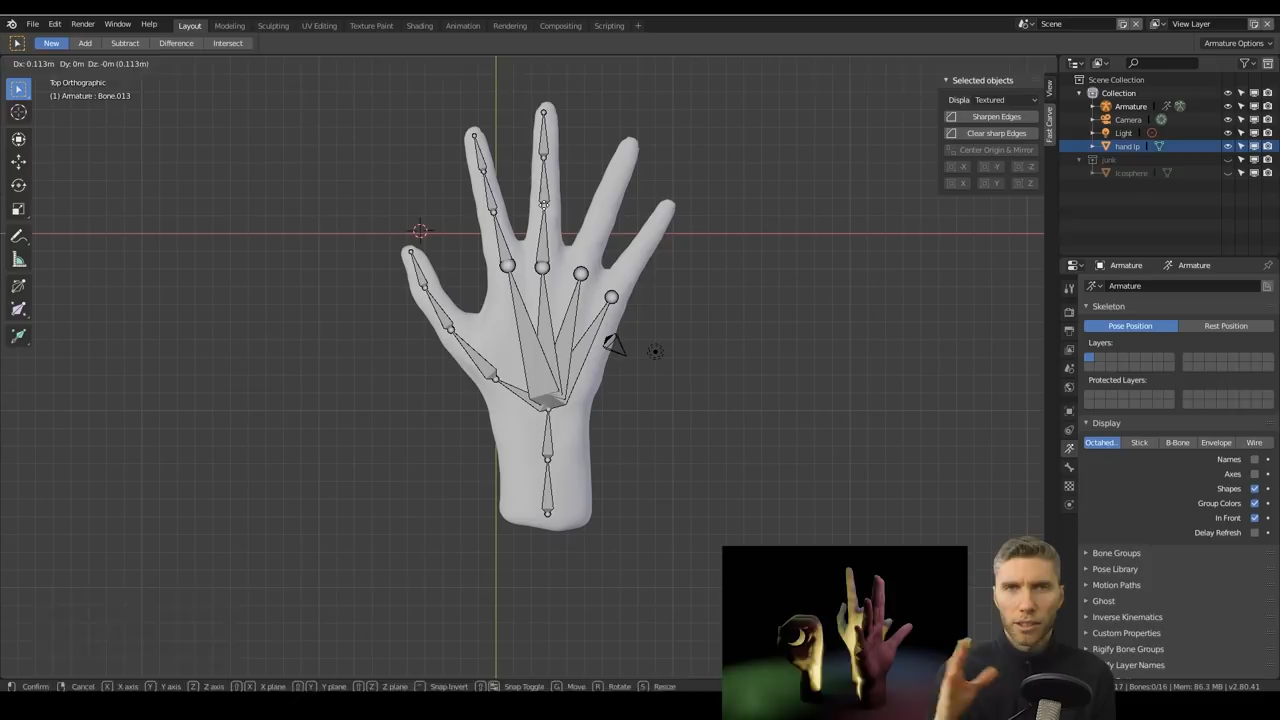 File Edit Render Window Help Layout Modeling Sculpting UV Editing Texture Paint Shading Animation Rendering Compositing Scripting + Scene View Layer
New Add Subtract Difference Intersect Armature Options
Dx: 0.113m Dy: 0m Dz: -0m (0.113m)
Top Orthographic
(1) Armature : Bone.013
Selected objects
Displa Textured
Sharpen Edges
Clear sharp Edges
Center Origin & Mirror
-X -Y -Z
X Y Z
View
Fast Carve
Scene Collection
Collection
Armature
Camera
Light
hand lp
junk
Icosphere
Armature Armature
Armature
Skeleton
Pose Position Rest Position
Layers:
Protected Layers:
Display
Octahed.. Stick B-Bone Envelope Wire
Names
Axes
Shapes
Group Colors
In Front
Delay Refresh
Bone Groups
Pose Library
Motion Paths
Ghost
Inverse Kinematics
Custom Properties
Rigify Bone Groups
Layer Names
Confirm Cancel X X axis Y Y axis Z Z axis X X plane Y Y plane Z Z plane Snap Invert Snap Toggle G Move R Rotate S Resize
17 | Bones:0/16 | Mem: 86.3 MB | v2.80.41